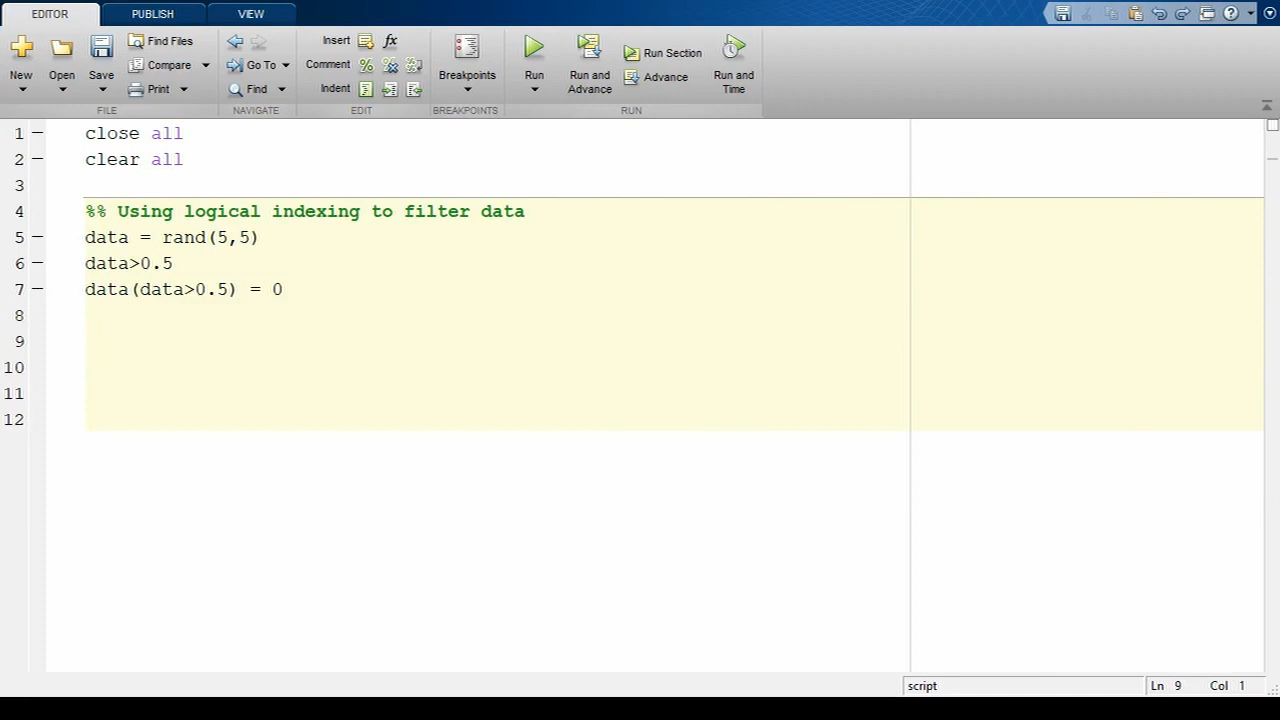 EDITOR PUBLISH VIEW
New Open Save Find Files Compare Print
FILE
Go To Find
NAVIGATE
Insert fx
Comment
Indent
EDIT
Breakpoints
BREAKPOINTS
Run Run and Advance Run Section Advance Run and Time
RUN
1 close all
2 clear all
3
4 %% Using logical indexing to filter data
5 data = rand(5,5)
6 data>0.5
7 data(data>0.5) = 0
8
9
10
11
12
script Ln 9 Col 1